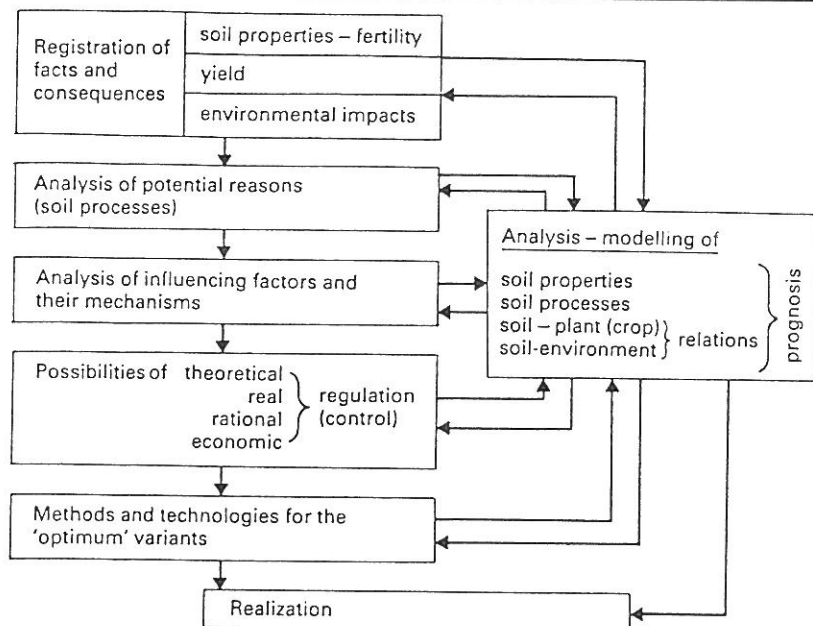 Registration of
facts and
consequences
soil properties – fertility
yield
environmental impacts
Analysis of potential reasons
(soil processes)
Analysis of influencing factors and
their mechanisms
Possibilities of theoretical
real
rational
economic
regulation
(control)
Methods and technologies for the
‘optimum’ variants
Realization
Analysis – modelling of
soil properties
soil processes
soil – plant (crop)
soil-environment
relations
prognosis